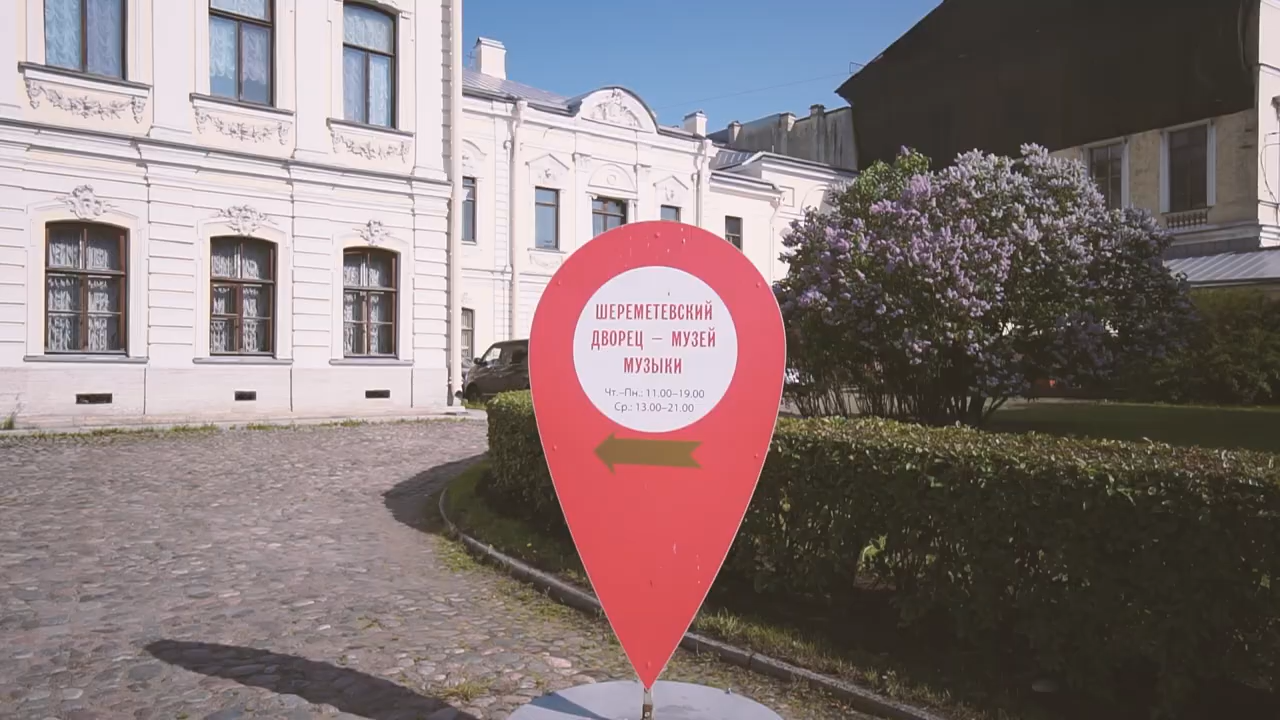 ШЕРЕМЕТЕВСКИЙ
ДВОРЕЦ – МУЗЕЙ
МУЗЫКИ
Чт.–Пн.: 11.00–19.00
Ср.: 13.00–21.00